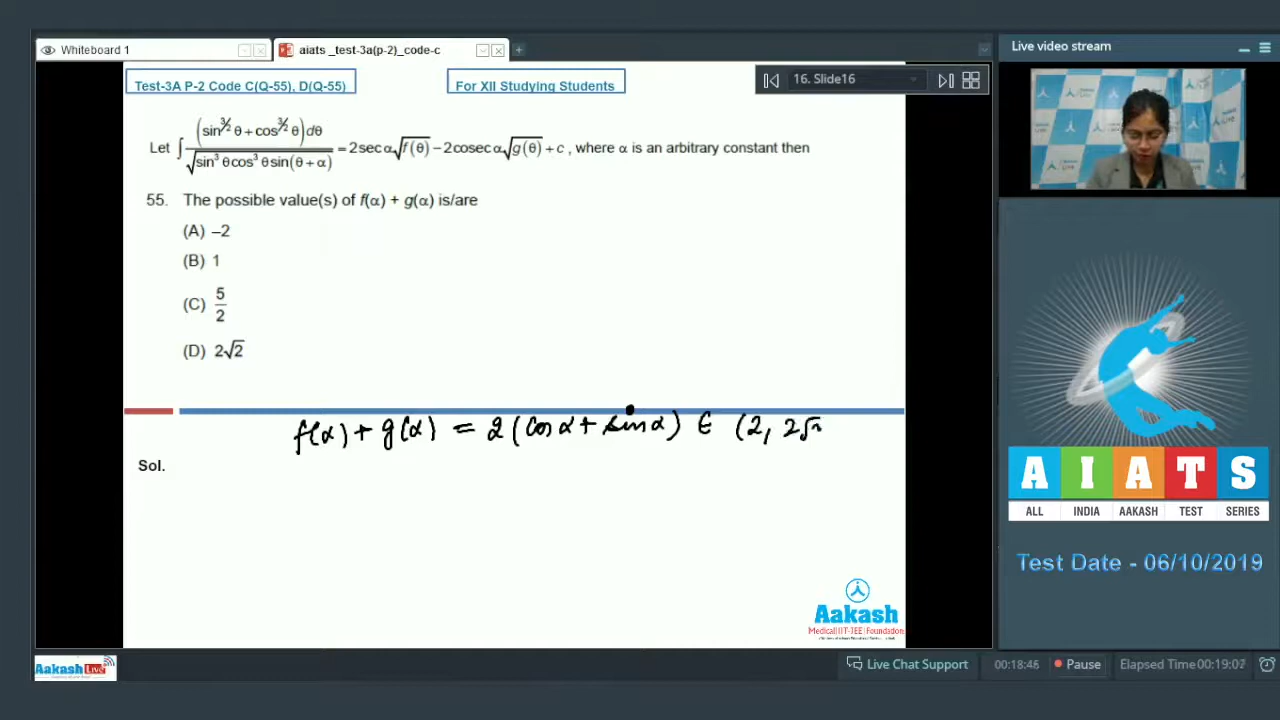 Whiteboard 1
aiats _test-3a(p-2)_code-c
Live video stream
Test-3A P-2 Code C(Q-55), D(Q-55)
For XII Studying Students
16. Slide16
Let ∫ (sin^{3/2} θ + cos^{3/2} θ) dθ / √(sin³ θ cos³ θ sin(θ + α)) = 2sec α√f(θ) − 2cosec α√g(θ) + c , where α is an arbitrary constant then
55. The possible value(s) of f(α) + g(α) is/are
(A) –2
(B) 1
(C) 5/2
(D) 2√2
f(α) + g(α) = 2 (cos α + sin α) ∈ (2, 2√
Sol.
A I A T S
ALL INDIA AAKASH TEST SERIES
Test Date - 06/10/2019
Aakash
Medical|IIT-JEE|Foundations
Aakash Live
Live Chat Support
00:18:46
Pause
Elapsed Time 00:19:07